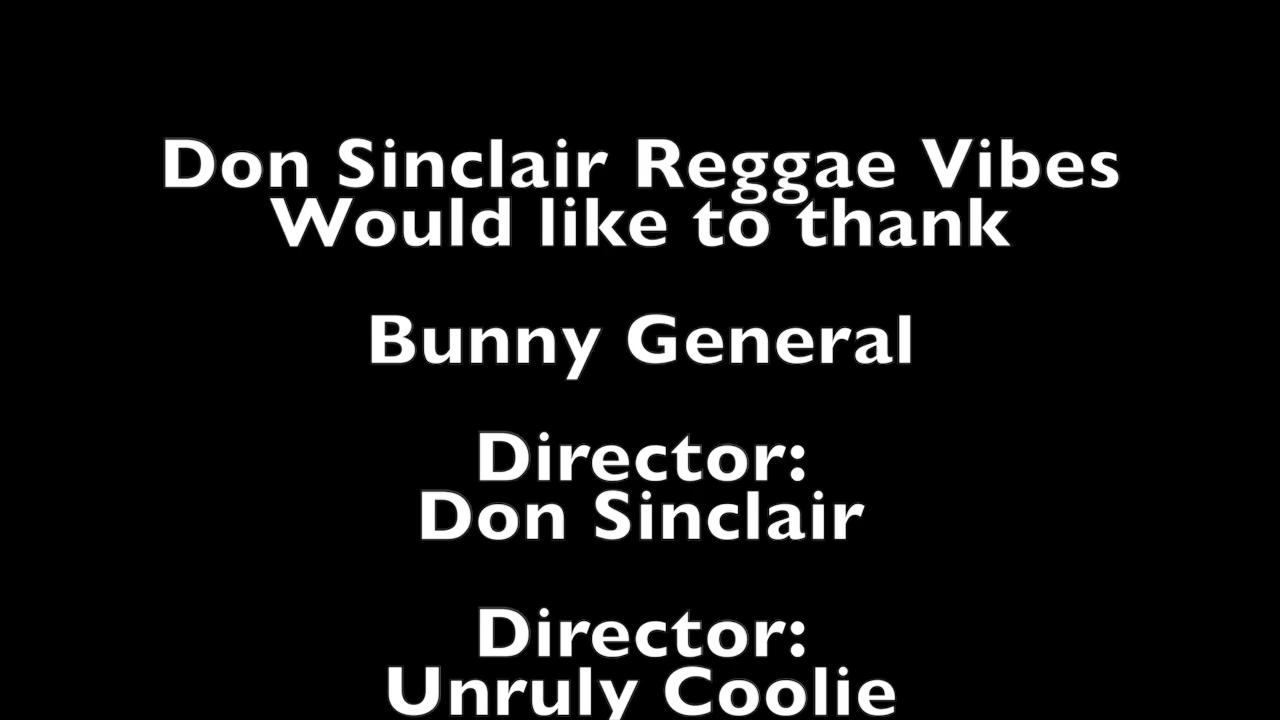 Don Sinclair Reggae Vibes
Would like to thank
Bunny General
Director:
Don Sinclair
Director:
Unruly Coolie